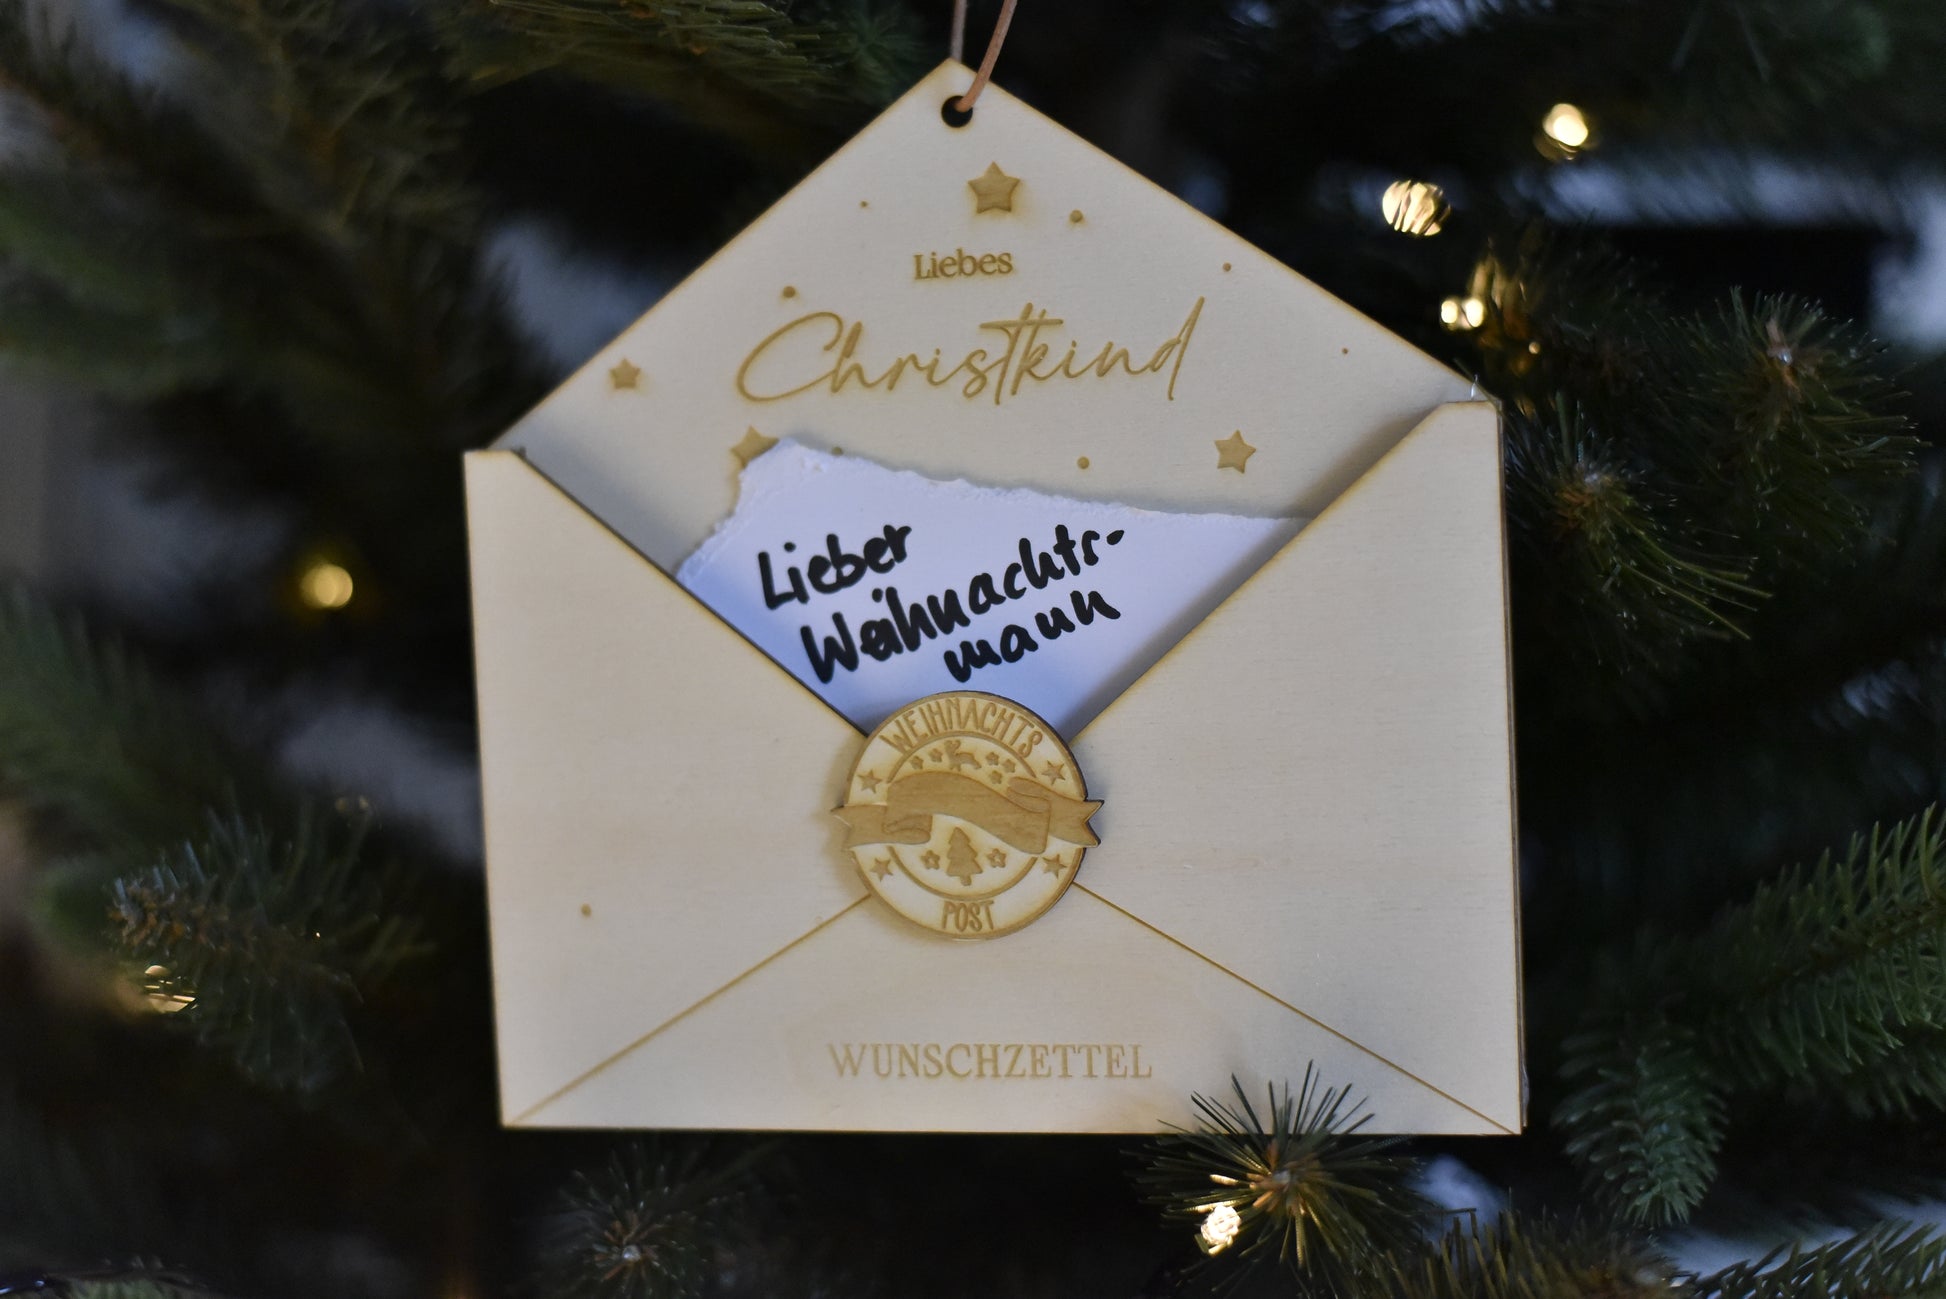 Liebes
Christkind
Lieber
Weihnachts-
mann
WEIHNACHTS
POST
WUNSCHZETTEL